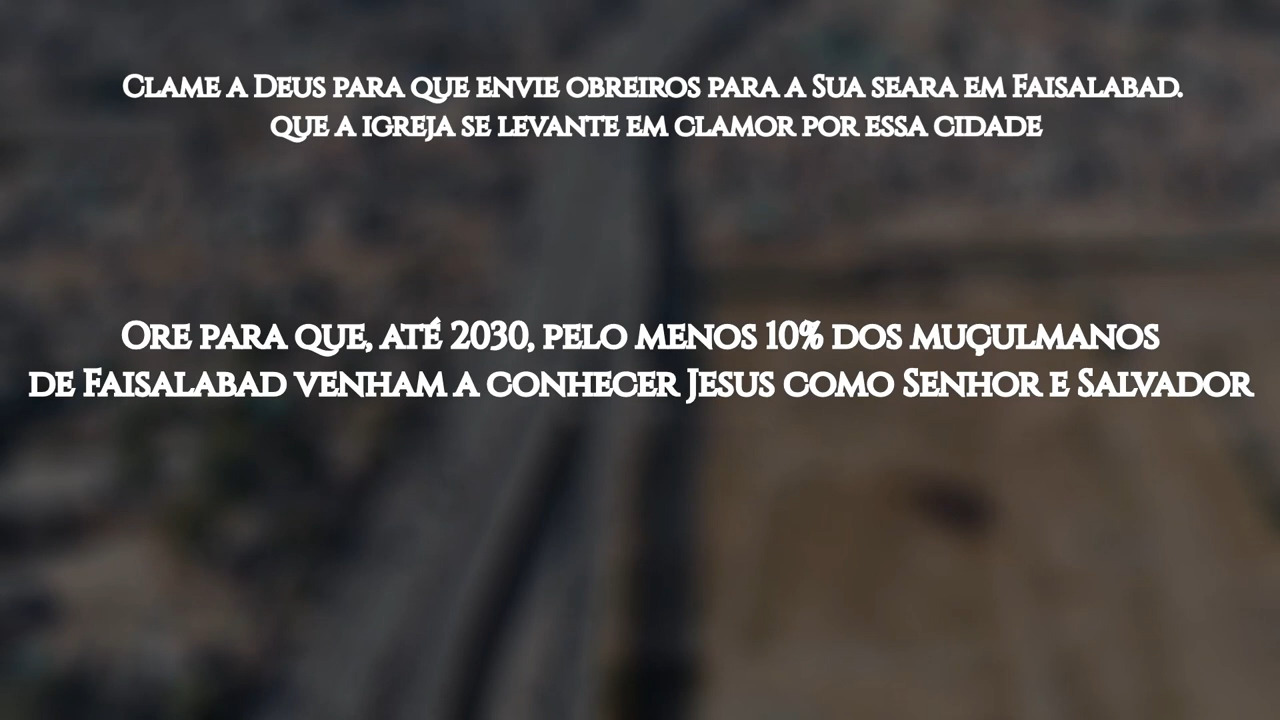 Clame a Deus para que envie obreiros para a Sua seara em Faisalabad.
que a igreja se levante em clamor por essa cidade
Ore para que, até 2030, pelo menos 10% dos muçulmanos
de Faisalabad venham a conhecer Jesus como Senhor e Salvador